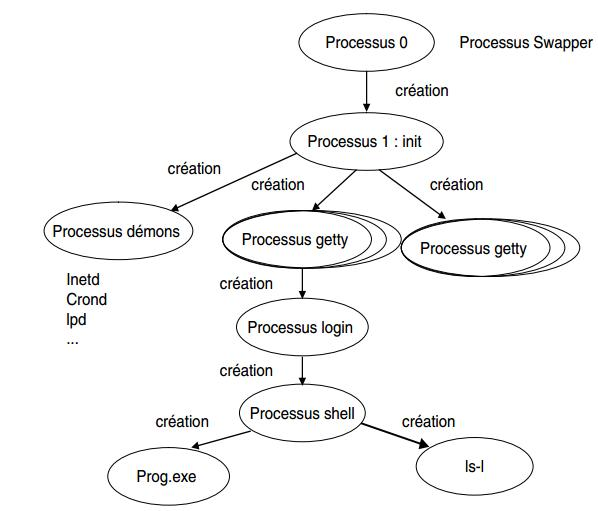 Processus 0
Processus Swapper
création
Processus 1 : init
création
création
création
Processus démons
Processus getty
Processus getty
Inetd
Crond
lpd
...
création
Processus login
création
Processus shell
création
création
Prog.exe
ls-l